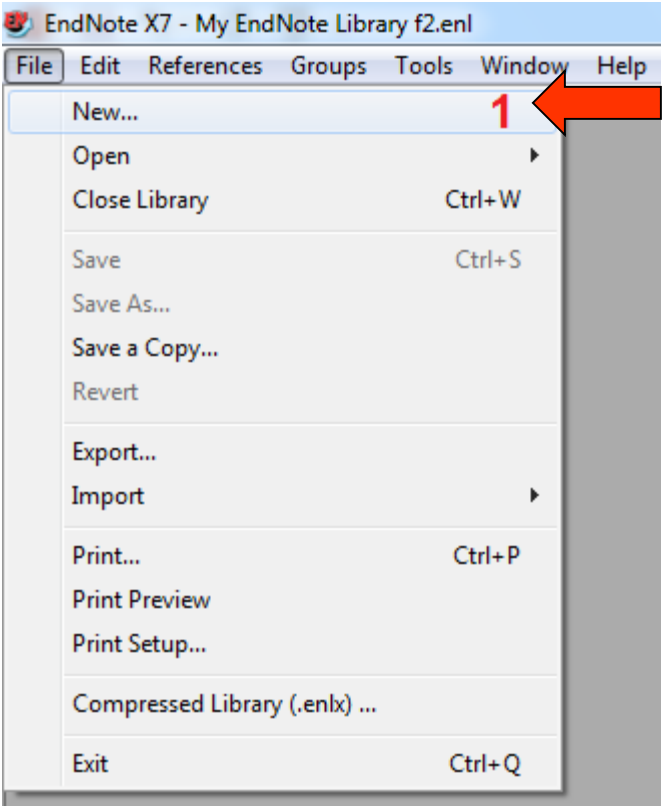 EndNote X7 - My EndNote Library f2.enl
File Edit References Groups Tools Window Help
New... 1
Open
Close Library Ctrl+W
Save Ctrl+S
Save As...
Save a Copy...
Revert
Export...
Import
Print... Ctrl+P
Print Preview
Print Setup...
Compressed Library (.enlx) ...
Exit Ctrl+Q